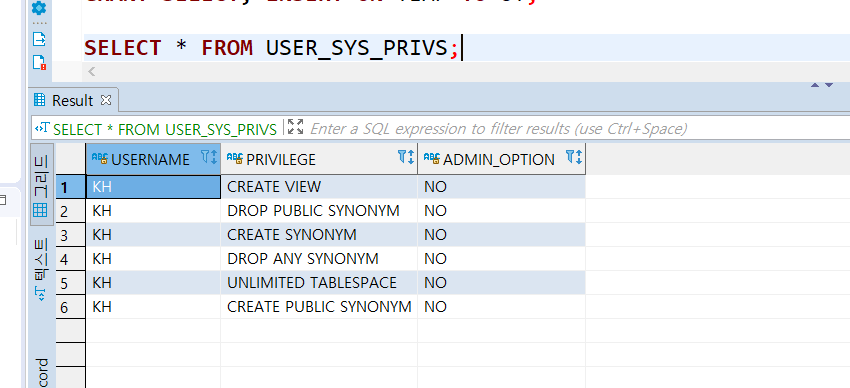 SELECT * FROM USER_SYS_PRIVS;
Result
SELECT * FROM USER_SYS_PRIVS
Enter a SQL expression to filter results (use Ctrl+Space)
USERNAME PRIVILEGE ADMIN_OPTION
1 KH CREATE VIEW NO
2 KH DROP PUBLIC SYNONYM NO
3 KH CREATE SYNONYM NO
4 KH DROP ANY SYNONYM NO
5 KH UNLIMITED TABLESPACE NO
6 KH CREATE PUBLIC SYNONYM NO
그리드
텍스트
cord